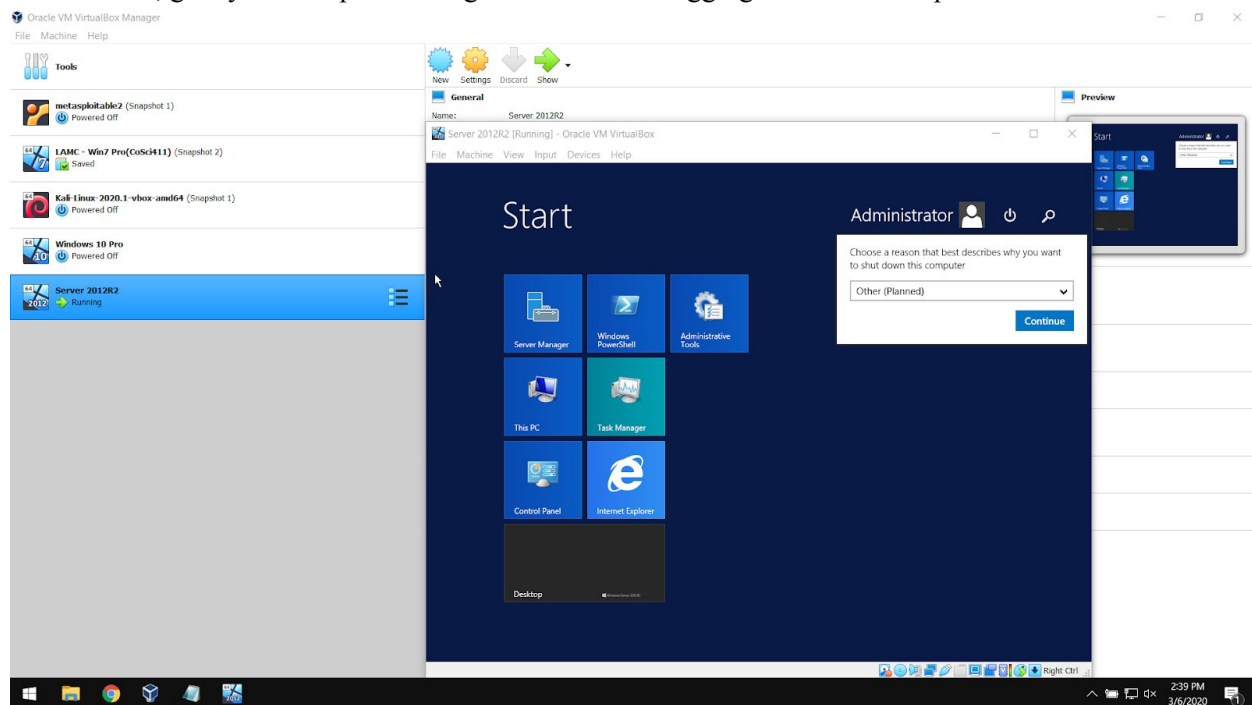 Oracle VM VirtualBox Manager
File Machine Help
Tools
New Settings Discard Show
metasploitable2 (Snapshot 1)
Powered Off
LAMC - Win7 Pro(CoSci411) (Snapshot 2)
Saved
Kali-Linux-2020.1-vbox-amd64 (Snapshot 1)
Powered Off
Windows 10 Pro
Powered Off
Server 2012R2
Running
General
Name: Server 2012R2
Preview
Server 2012R2 [Running] - Oracle VM VirtualBox
File Machine View Input Devices Help
Start
Administrator
Choose a reason that best describes why you want
to shut down this computer
Other (Planned)
Continue
Server Manager
Windows
PowerShell
Administrative
Tools
This PC
Task Manager
Control Panel
Internet Explorer
Desktop
Right Ctrl
Start
Administrator
2:39 PM
3/6/2020